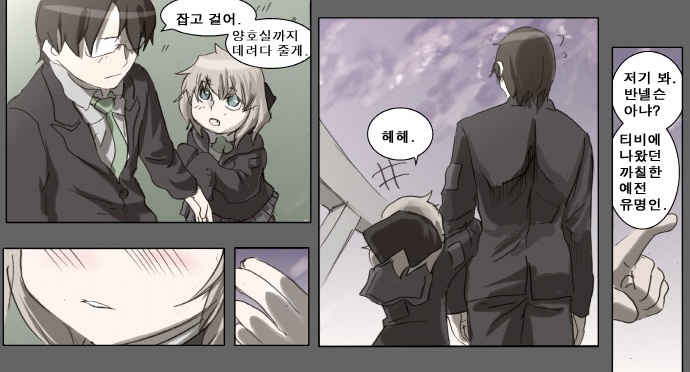 잡고 걸어.
양호실까지
데려다 줄게.
헤헤.
저기 봐.
반넬슨
아냐?
티비에
나왔던
까칠한
예전
유명인.